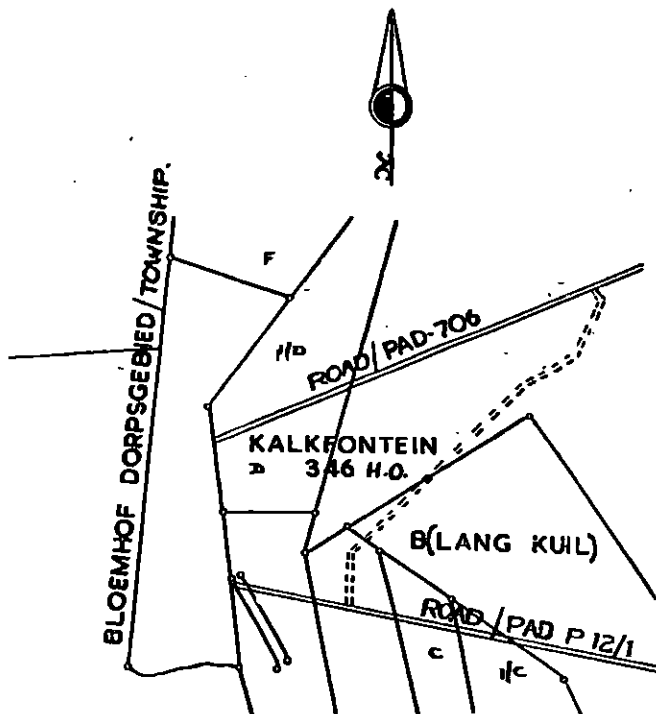 N
BLOEMHOF DORPSGEBIED/TOWNSHIP.
F
1/D
ROAD/PAD-706
KALKFONTEIN
D 346 H.O.
B(LANG KUIL)
ROAD/PAD P 12/1
C
1/C